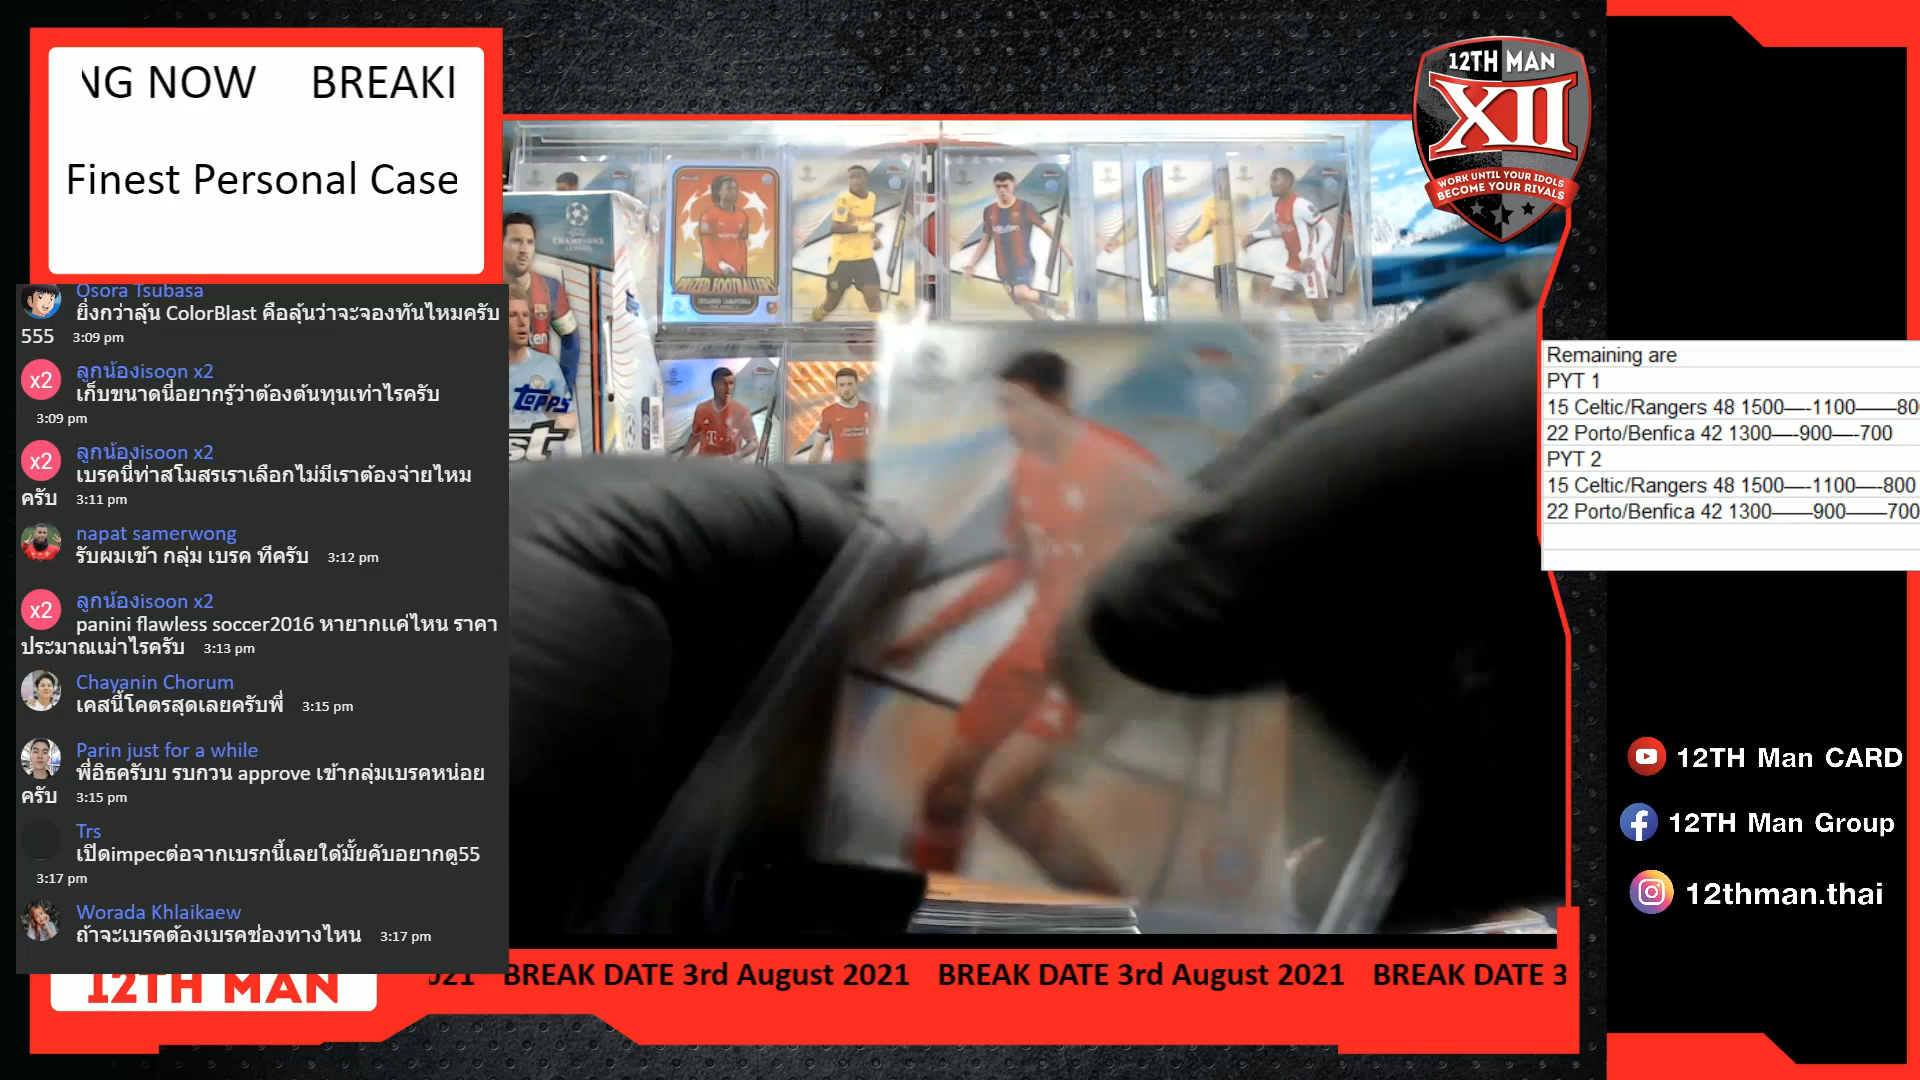 NG NOW BREAKI
Finest Personal Case
Osora Tsubasa
ยิ่งกว่าลุ้น ColorBlast คือลุ้นว่าจะจองทันไหมครับ
555 3:09 pm
x2
ลูกน้องisoon x2
เก็บขนาดนี่อยากรู้ว่าต้องต้นทุนเท่าไรครับ
3:09 pm
x2
ลูกน้องisoon x2
เบรคนี่ท่าสโมสรเราเลือกไม่มีเราต้องจ่ายไหม
ครับ 3:11 pm
napat samerwong
รับผมเข้า กลุ่ม เบรค ทีครับ 3:12 pm
x2
ลูกน้องisoon x2
panini flawless soccer2016 หายากแค่ไหน ราคา
ประมาณเม่าไรครับ 3:13 pm
Chayanin Chorum
เคสนี้โคตรสุดเลยครับพี่ 3:15 pm
Parin just for a while
พี่อิธครับบ รบกวน approve เข้ากลุ่มเบรคหน่อย
ครับ 3:15 pm
Trs
เปิดimpecต่อจากเบรกนี้เลยใด้มั้ยคับอยากดู55
3:17 pm
Worada Khlaikaew
ถ้าจะเบรคต้องเบรคช่องทางไหน 3:17 pm
12TH MAN
021 BREAK DATE 3rd August 2021 BREAK DATE 3rd August 2021 BREAK DATE 3
12TH MAN
XII
WORK UNTIL YOUR IDOLS
BECOME YOUR RIVALS
CHAMPIONS
LEAGUE
PRIZED FOOTBALLERS
TOPPS
Remaining are
PYT 1
15 Celtic/Rangers 48 1500—-1100——80
22 Porto/Benfica 42 1300—-900—-700
PYT 2
15 Celtic/Rangers 48 1500—-1100—-800
22 Porto/Benfica 42 1300——900——700
12TH Man CARD
12TH Man Group
12thman.thai